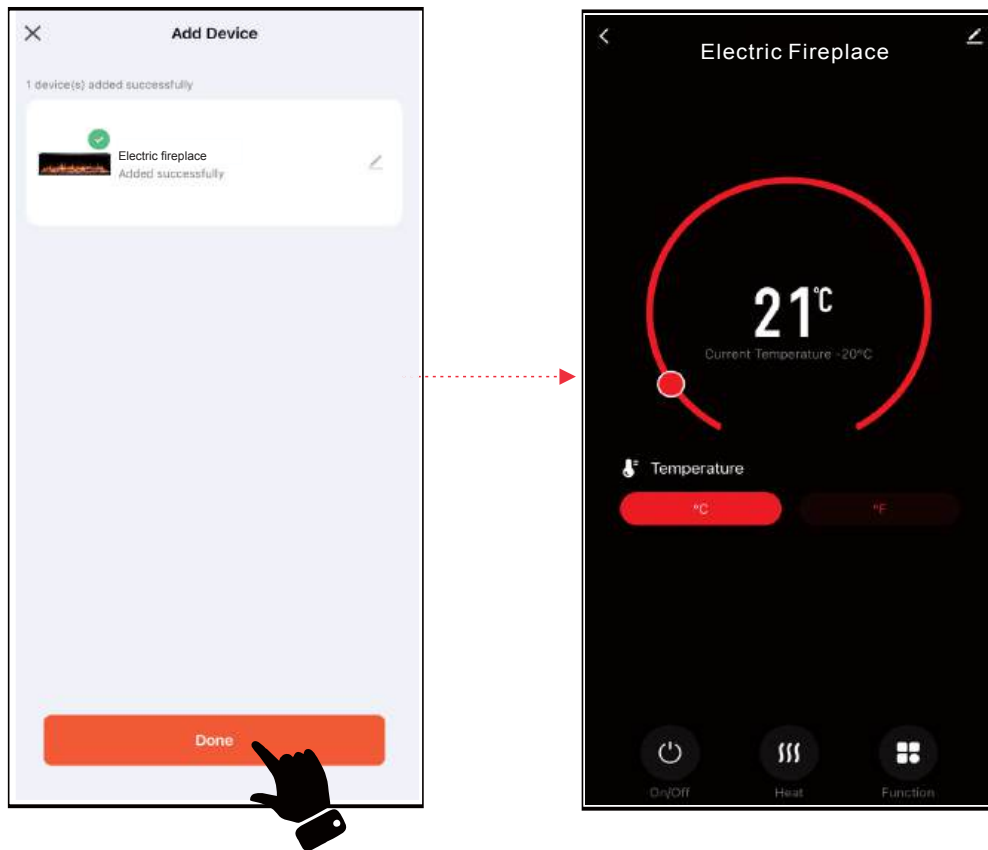 Add Device
1 device(s) added successfully
Electric fireplace
Added successfully
Done
Electric Fireplace
21°C
Current Temperature -20°C
Temperature
°C
°F
On/Off
Heat
Function